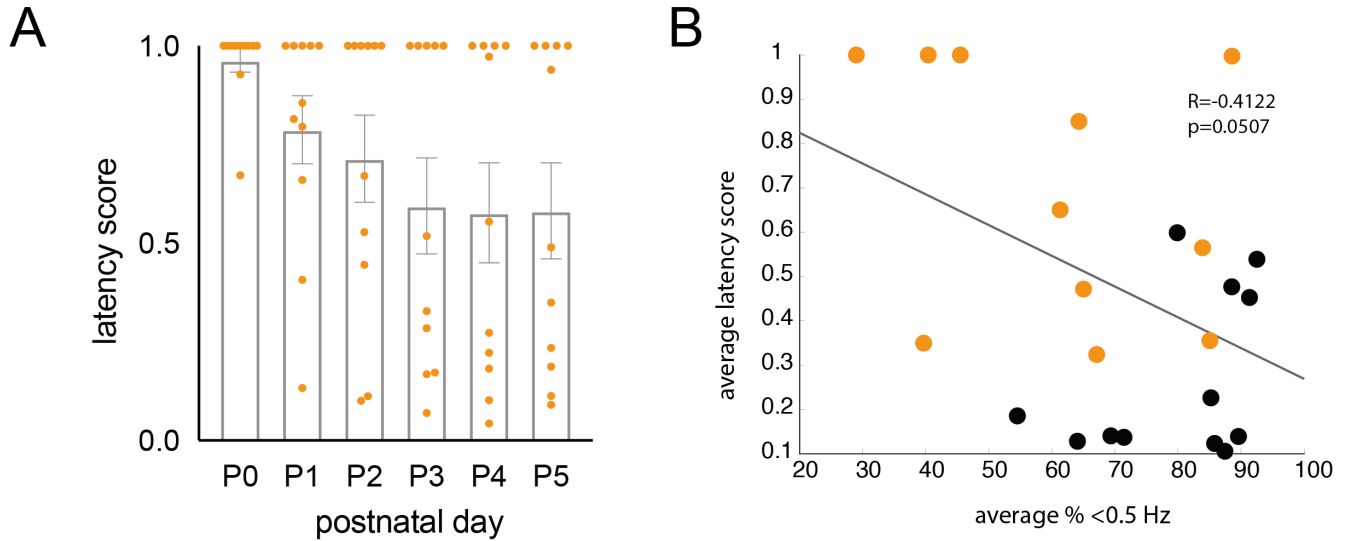 A
latency score
1.0
0.5
0.0
P0 P1 P2 P3 P4 P5
postnatal day
B
average latency score
1
0.9
0.8
0.7
0.6
0.5
0.4
0.3
0.2
0.1
R=-0.4122
p=0.0507
20 30 40 50 60 70 80 90 100
average % <0.5 Hz